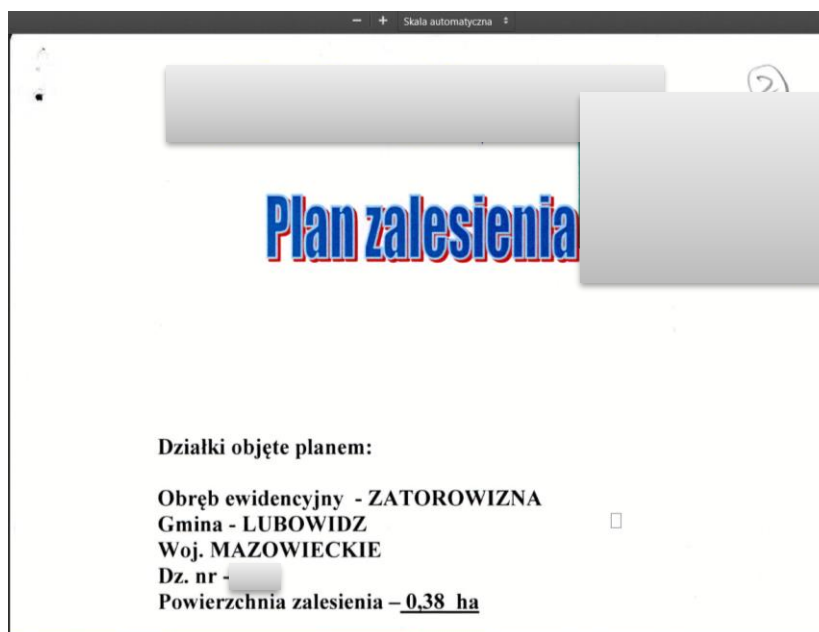 Skala automatyczna
2
Plan zalesienia
Działki objęte planem:
Obręb ewidencyjny - ZATOROWIZNA
Gmina - LUBOWIDZ
Woj. MAZOWIECKIE
Dz. nr -
Powierzchnia zalesienia – 0,38 ha